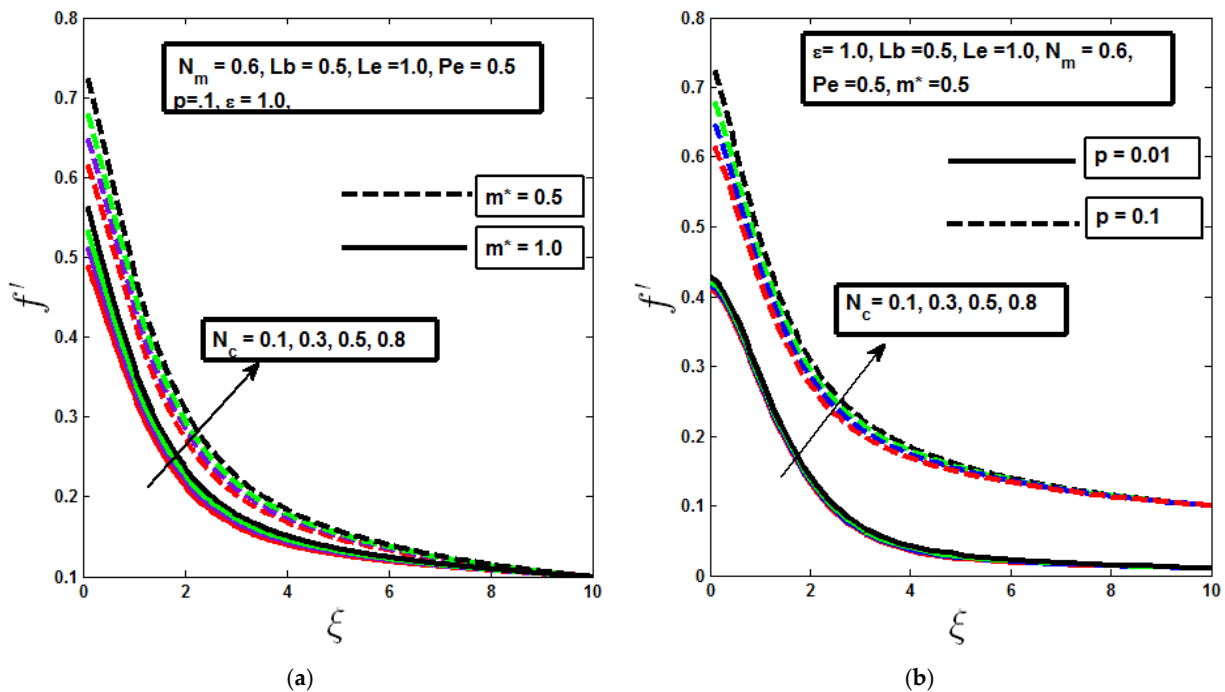 0.8
0.7
0.6
0.5
0.4
0.3
0.2
0.1
f'
N_m = 0.6, Lb = 0.5, Le =1.0, Pe = 0.5
p=.1, ε = 1.0,
m* = 0.5
m* = 1.0
N_c = 0.1, 0.3, 0.5, 0.8
0 2 4 6 8 10
ξ
(a)
0.8
0.7
0.6
0.5
0.4
0.3
0.2
0.1
0
f'
ε= 1.0, Lb =0.5, Le =1.0, N_m = 0.6,
Pe =0.5, m* =0.5
p = 0.01
p = 0.1
N_c = 0.1, 0.3, 0.5, 0.8
0 2 4 6 8 10
ξ
(b)